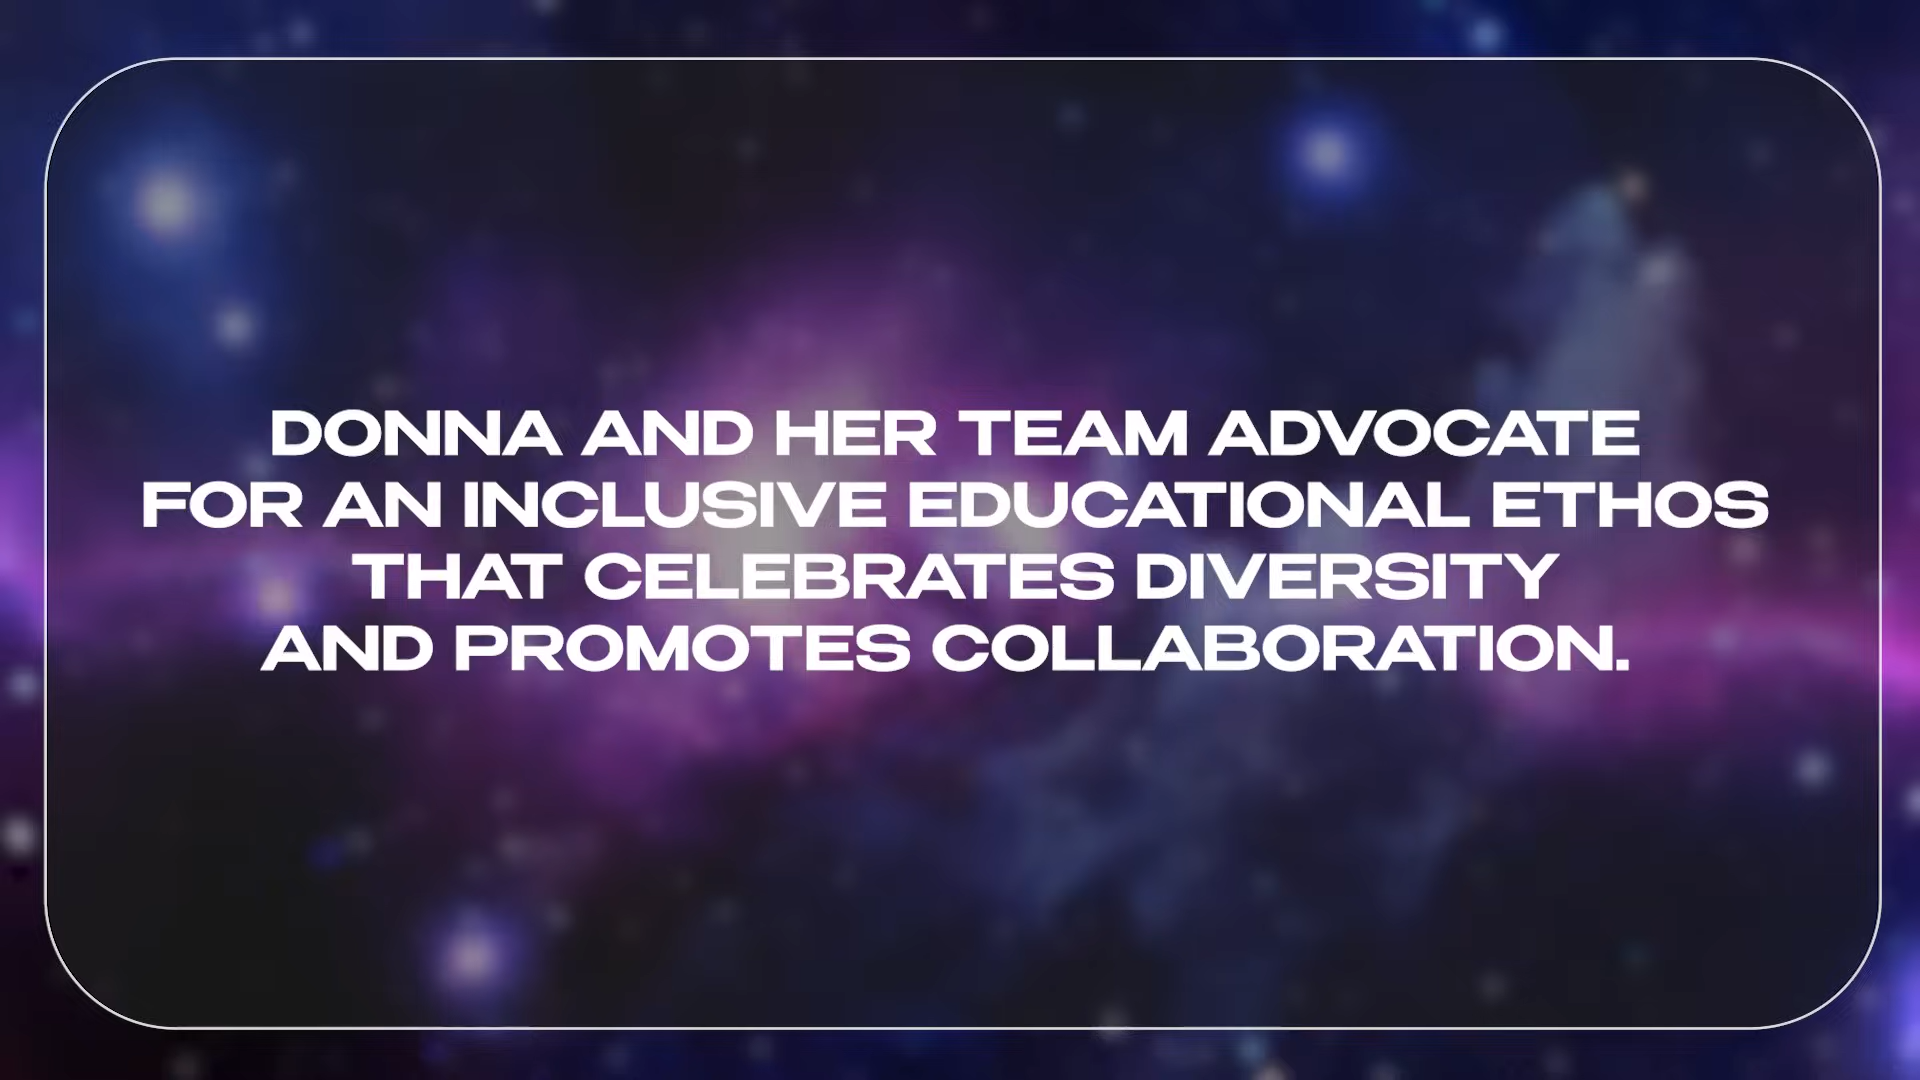 DONNA AND HER TEAM ADVOCATE
FOR AN INCLUSIVE EDUCATIONAL ETHOS
THAT CELEBRATES DIVERSITY
AND PROMOTES COLLABORATION.